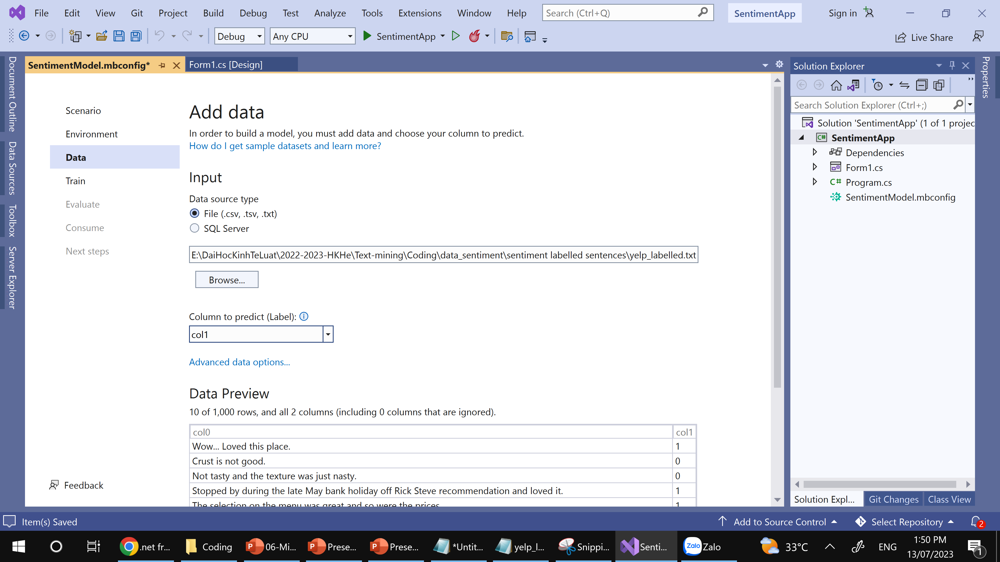 File Edit View Git Project Build Debug Test Analyze Tools Extensions Window Help Search (Ctrl+Q) SentimentApp Sign in
Debug Any CPU SentimentApp Live Share
SentimentModel.mbconfig* Form1.cs [Design]
Document Outline
Data Sources
Toolbox
Server Explorer
Scenario
Environment
Data
Train
Evaluate
Consume
Next steps
Feedback
Add data
In order to build a model, you must add data and choose your column to predict.
How do I get sample datasets and learn more?
Input
Data source type
File (.csv, .tsv, .txt)
SQL Server
E:\DaiHocKinhTeLuat\2022-2023-HKHe\Text-mining\Coding\data_sentiment\sentiment labelled sentences\yelp_labelled.txt
Browse...
Column to predict (Label):
col1
Advanced data options...
Data Preview
10 of 1,000 rows, and all 2 columns (including 0 columns that are ignored).
col0 col1
Wow... Loved this place. 1
Crust is not good. 0
Not tasty and the texture was just nasty. 0
Stopped by during the late May bank holiday off Rick Steve recommendation and loved it. 1
The selection on the menu was great and so were the prices. 1
Solution Explorer
Search Solution Explorer (Ctrl+;)
Solution 'SentimentApp' (1 of 1 projec
C# SentimentApp
Dependencies
Form1.cs
C# Program.cs
SentimentModel.mbconfig
Solution Expl... Git Changes Class View
Properties
Item(s) Saved Add to Source Control Select Repository 2
.net fr... Coding 06-Mi... Prese... Prese... *Untit... yelp_l... Snippi... Senti... Zalo Zalo 33°C ENG 1:50 PM
13/07/2023 1